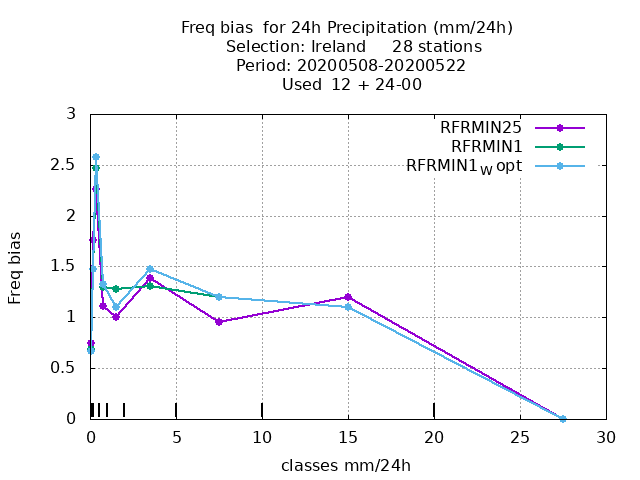 Freq bias  for 24h Precipitation (mm/24h)
Selection: Ireland     28 stations
Period: 20200508-20200522
Used  12 + 24-00
3
2.5
2
1.5
1
0.5
0
Freq bias
RFRMIN25
RFRMIN1
RFRMIN1w opt
0 5 10 15 20 25 30
classes mm/24h